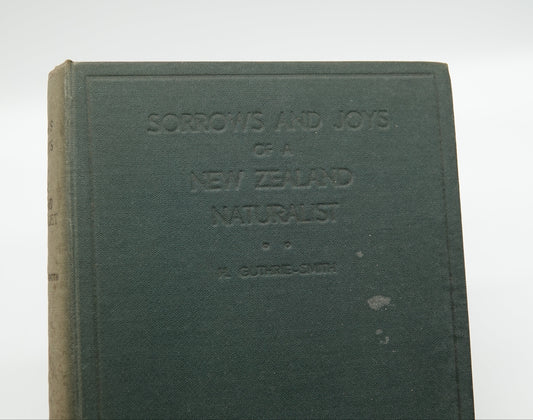 SORROWS AND JOYS
OF A
NEW ZEALAND
NATURALIST
H. GUTHRIE-SMITH